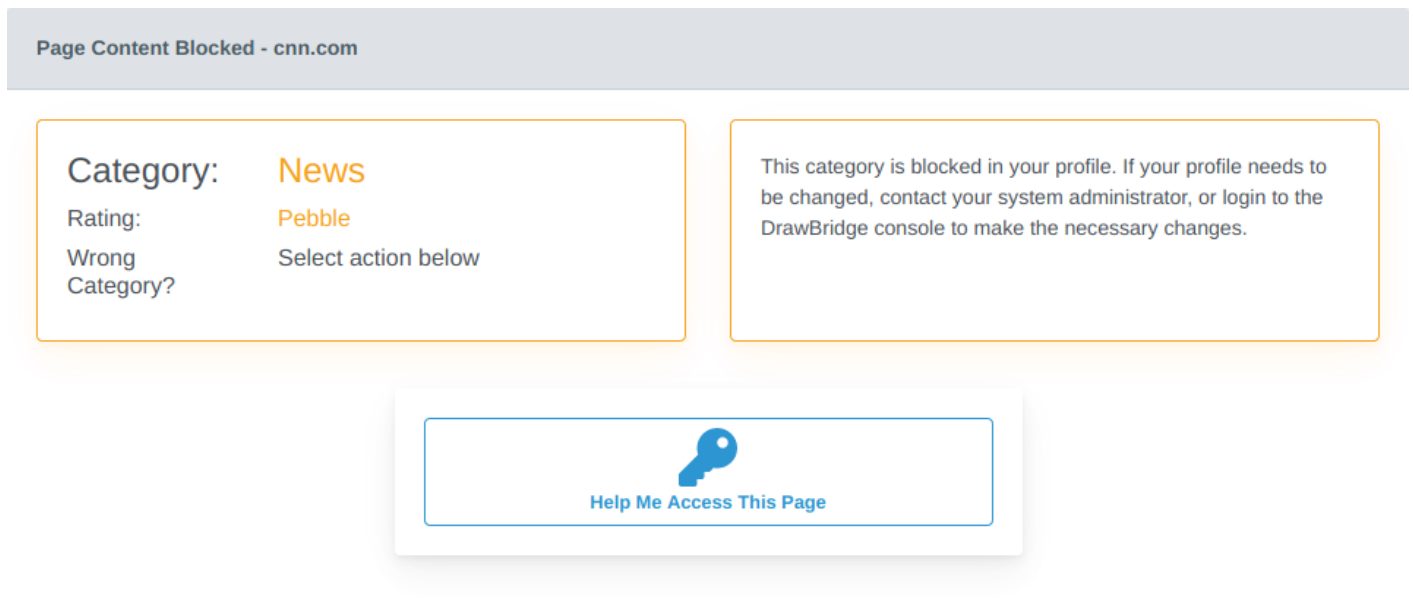 Page Content Blocked - cnn.com
Category: News
Rating: Pebble
Wrong Category? Select action below
This category is blocked in your profile. If your profile needs to
be changed, contact your system administrator, or login to the
DrawBridge console to make the necessary changes.
Help Me Access This Page